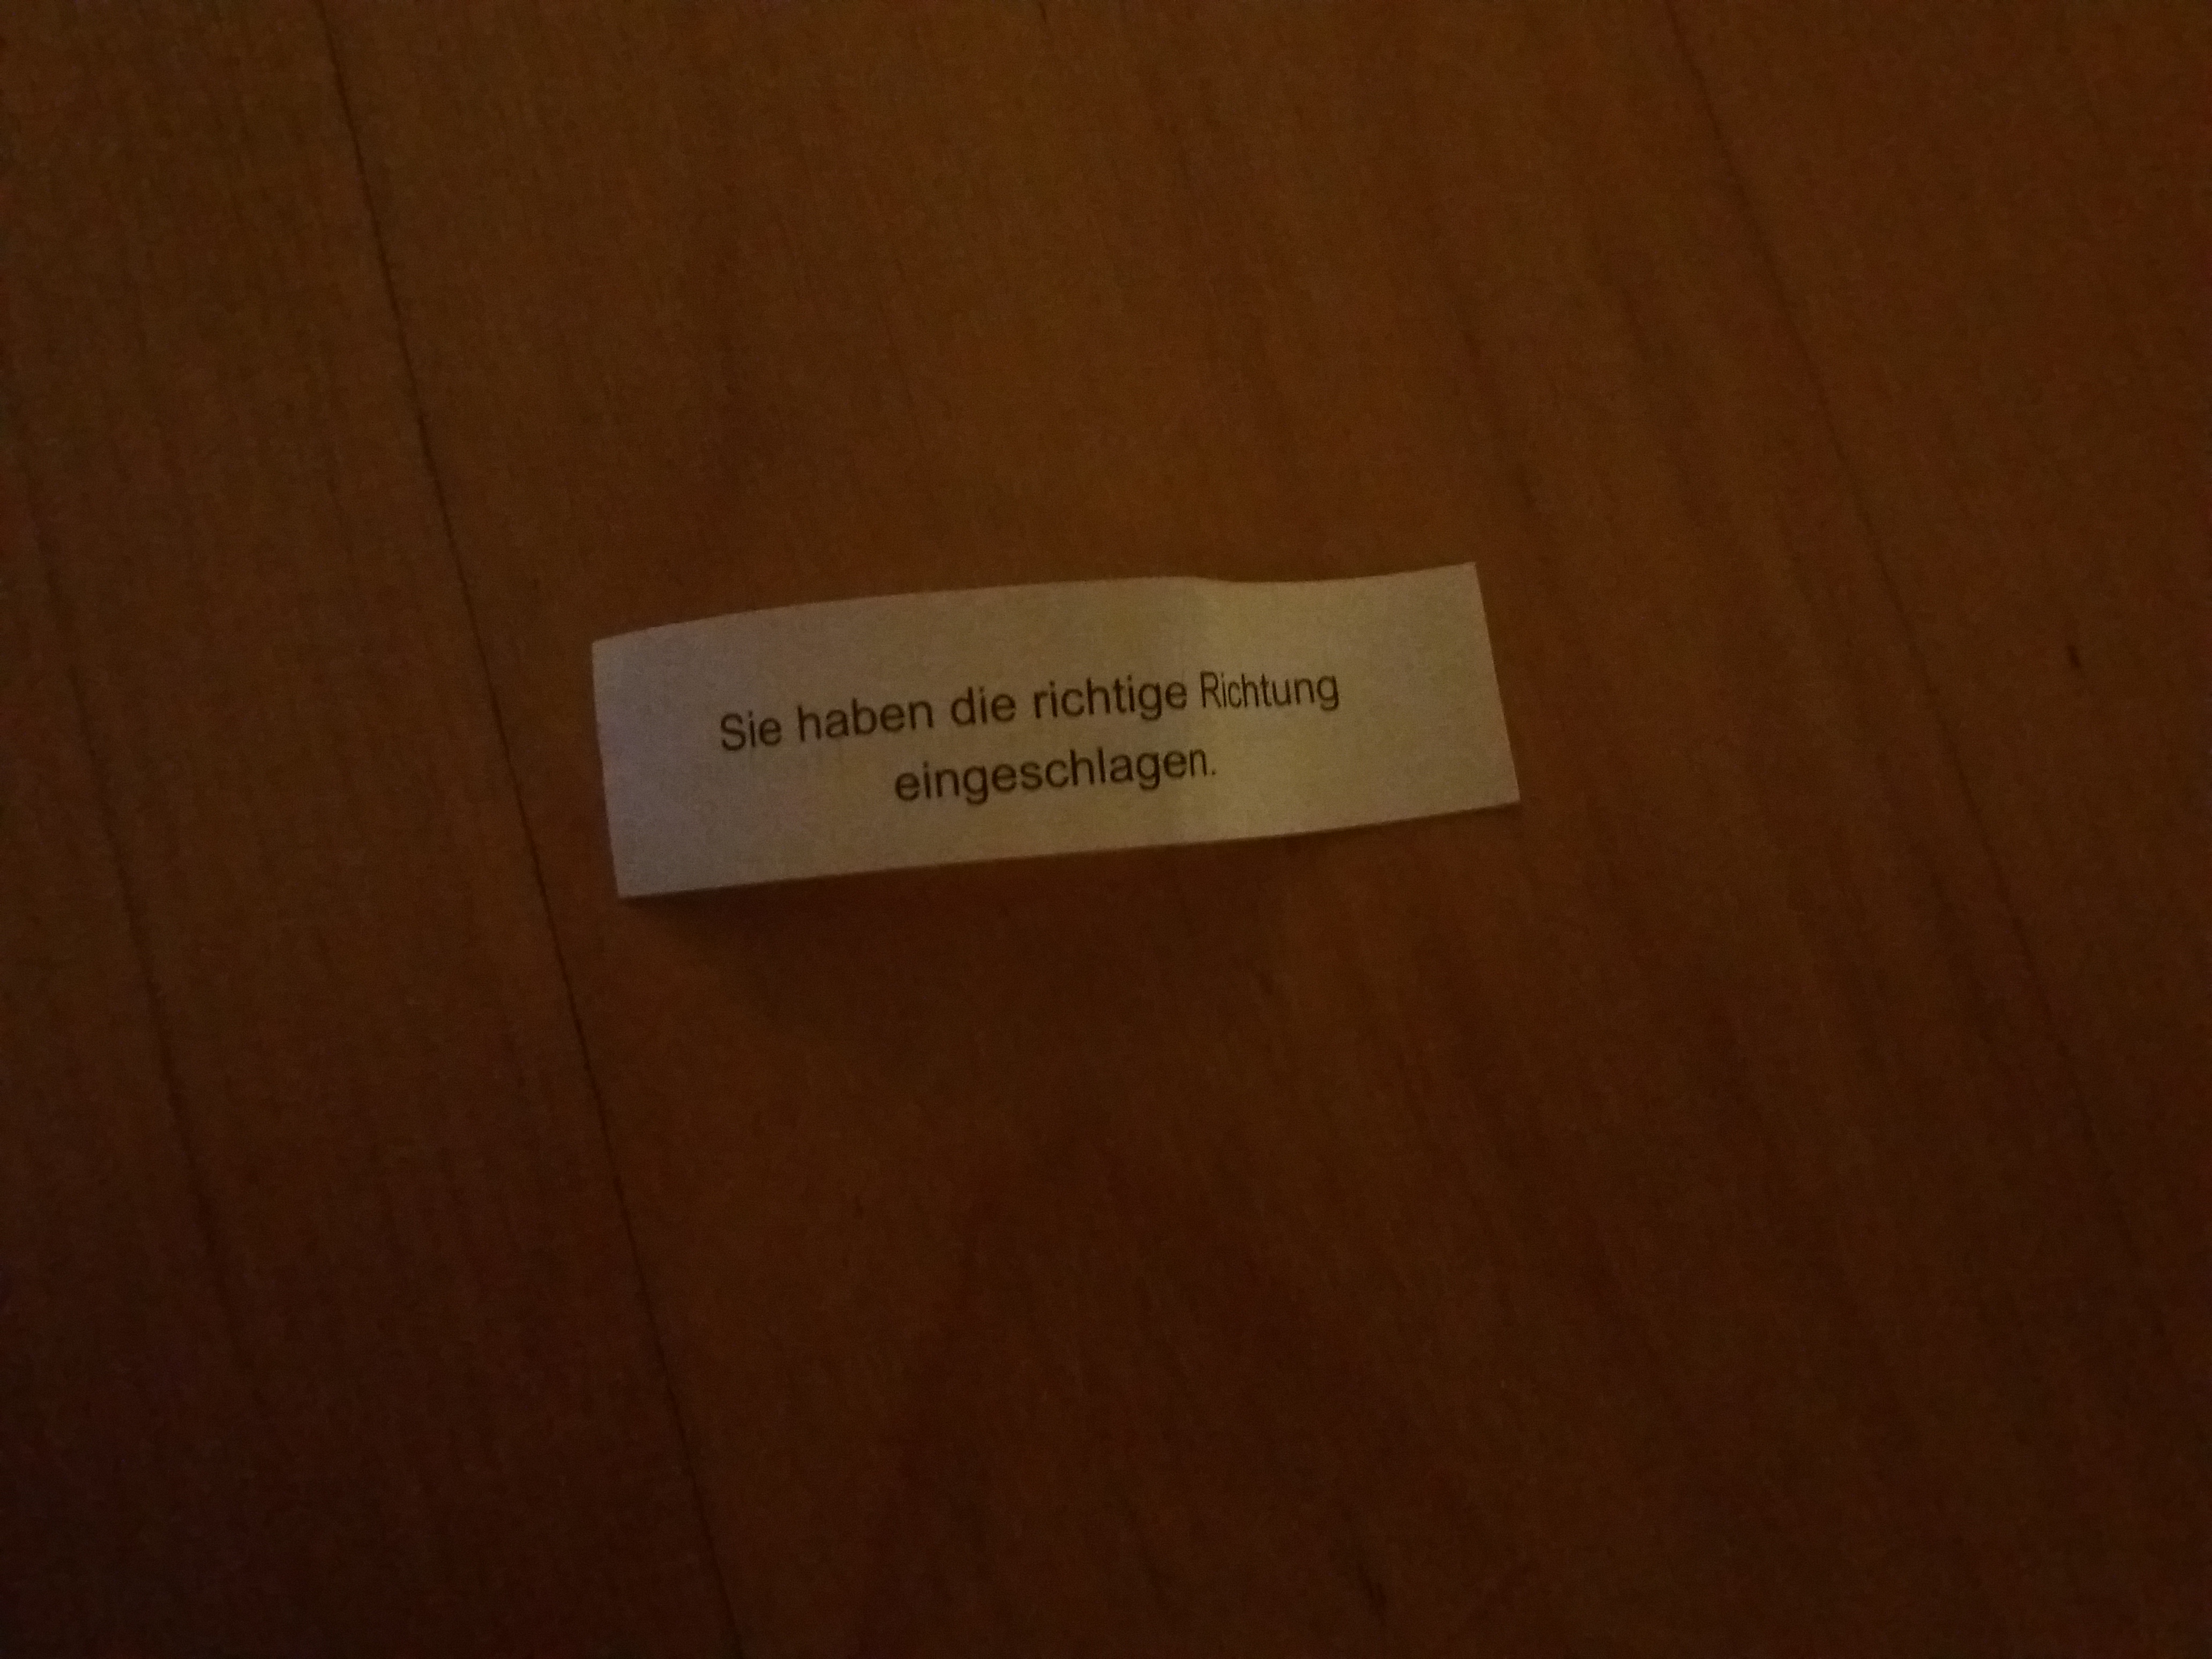 Sie haben die richtige Richtung
eingeschlagen.